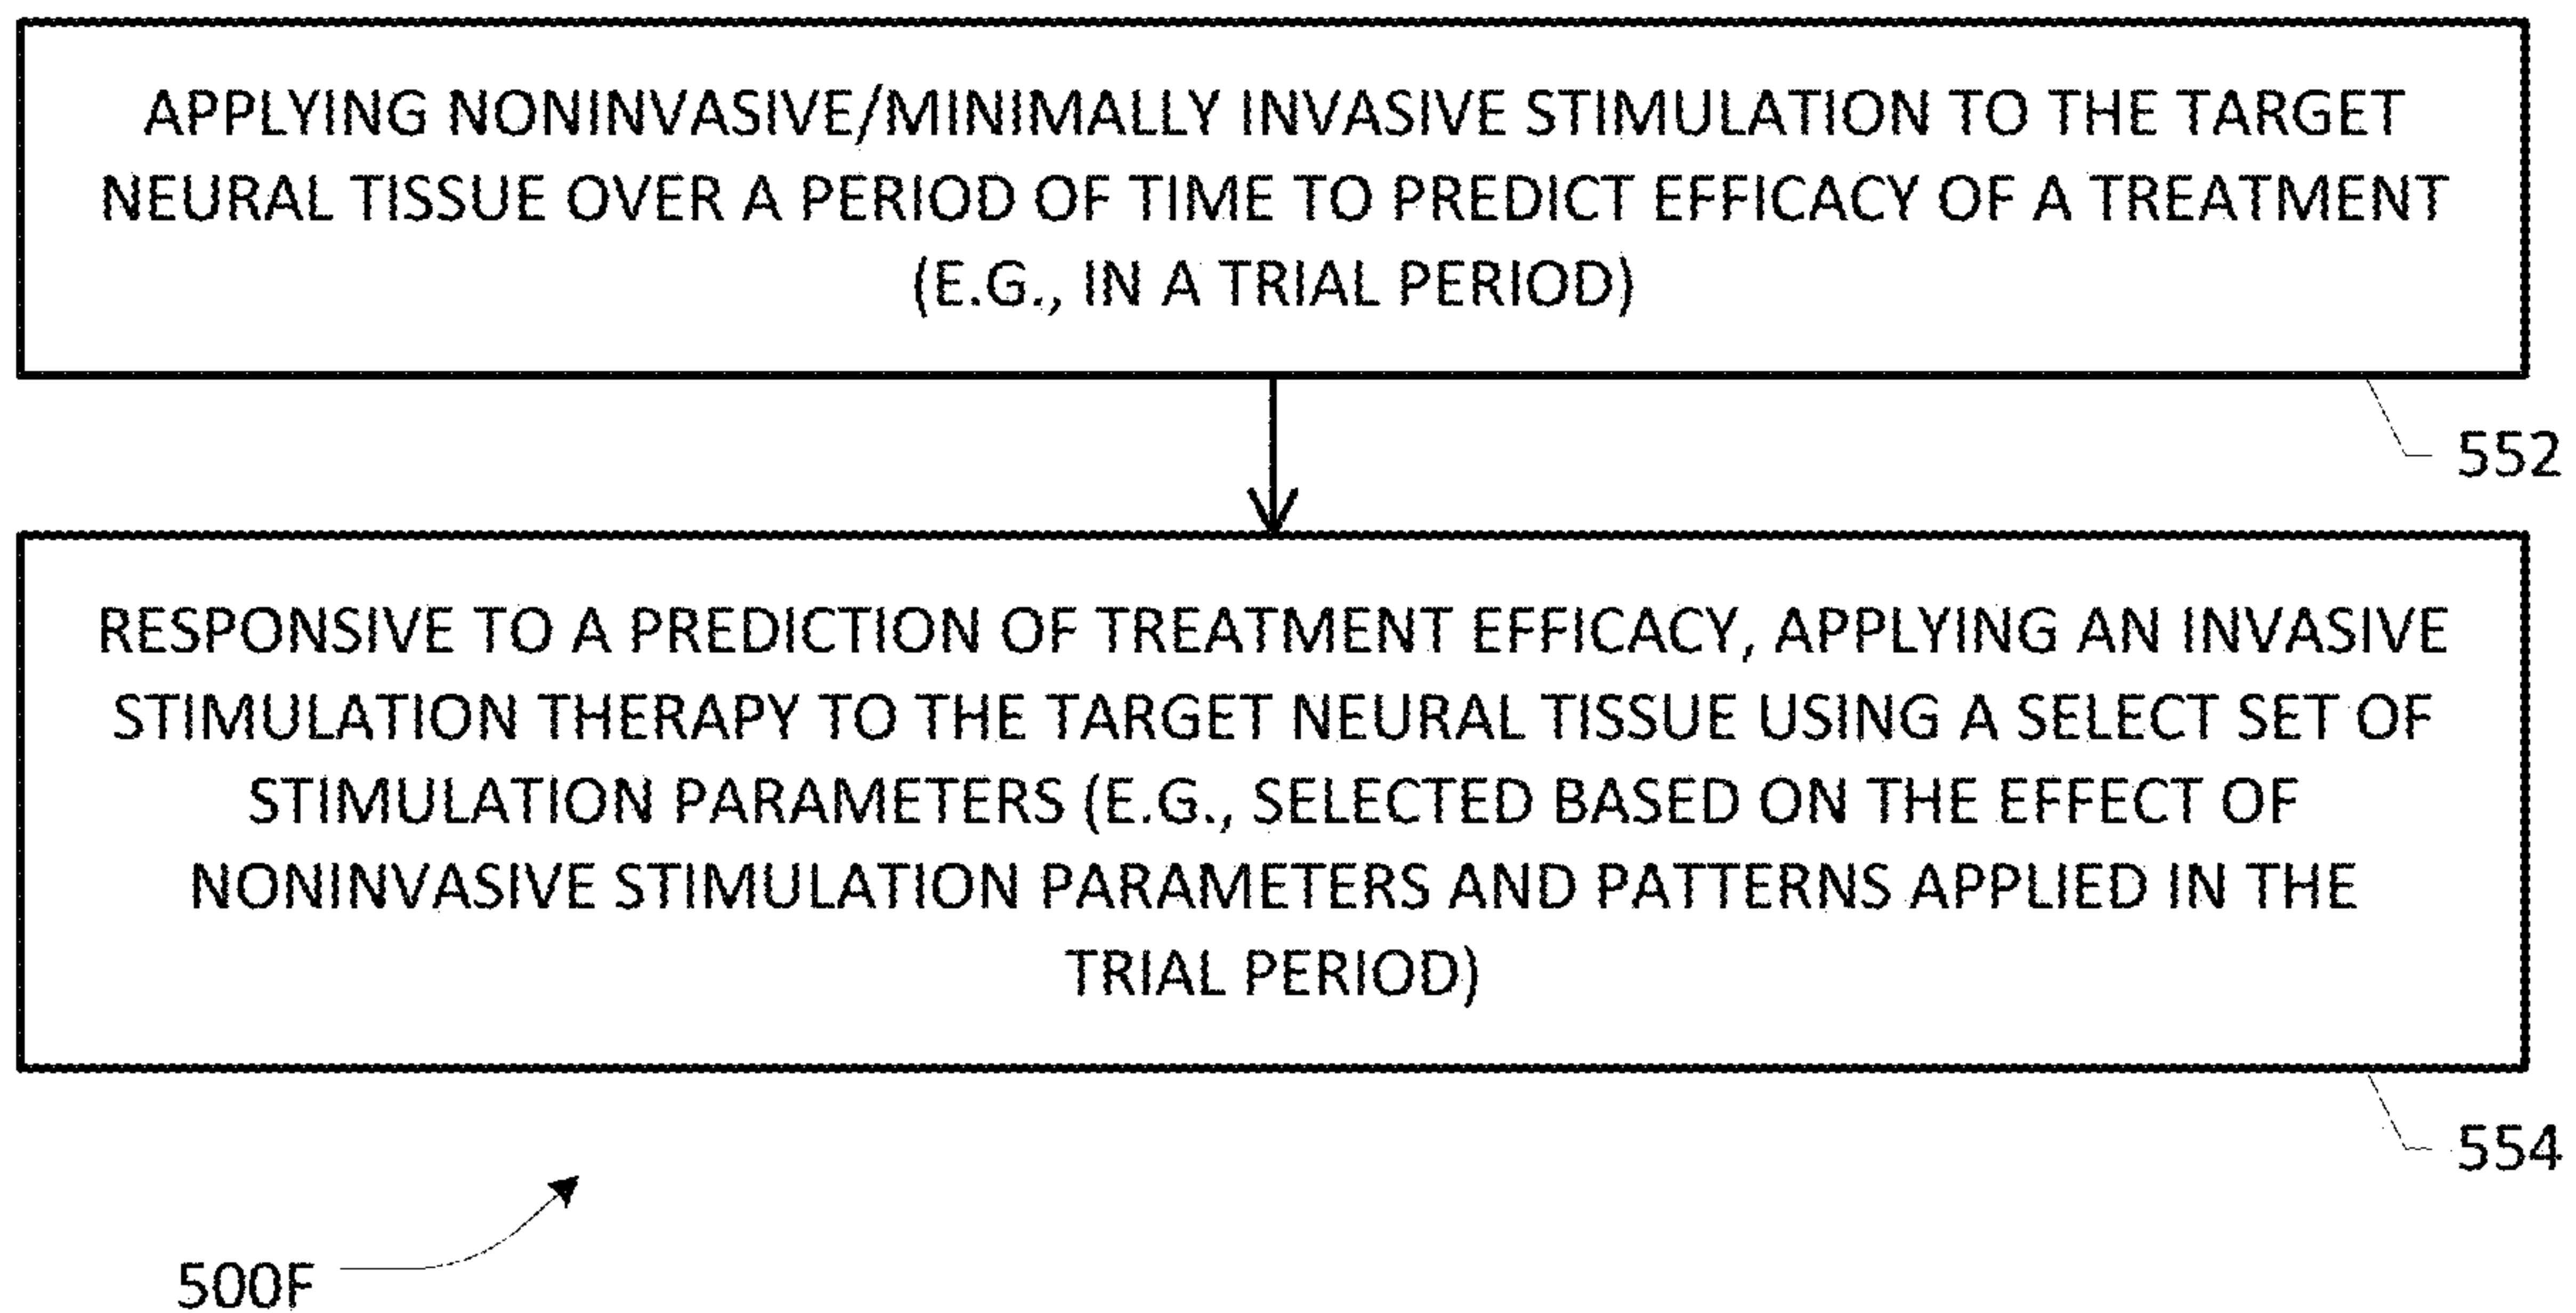 APPLYING NONINVASIVE/MINIMALLY INVASIVE STIMULATION TO THE TARGET
NEURAL TISSUE OVER A PERIOD OF TIME TO PREDICT EFFICACY OF A TREATMENT
(E.G., IN A TRIAL PERIOD)
552
RESPONSIVE TO A PREDICTION OF TREATMENT EFFICACY, APPLYING AN INVASIVE
STIMULATION THERAPY TO THE TARGET NEURAL TISSUE USING A SELECT SET OF
STIMULATION PARAMETERS (E.G., SELECTED BASED ON THE EFFECT OF
NONINVASIVE STIMULATION PARAMETERS AND PATTERNS APPLIED IN THE
TRIAL PERIOD)
554
500F